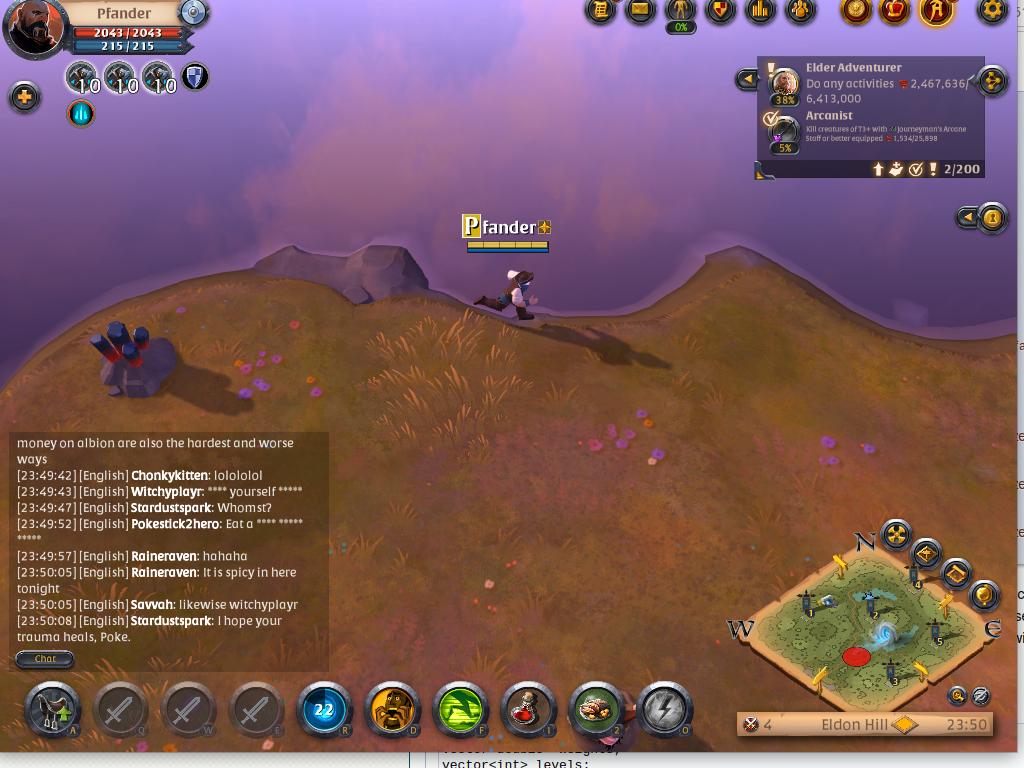 Pfander
2043 / 2043
215 / 215
10 10 10
0%
Elder Adventurer
Do any activities 2,467,636/
6,413,000
38%
Arcanist
Kill creatures of T3+ with Journeyman's Arcane
Staff or better equipped 1,534/25,898
5%
2/200
Pfander
money on albion are also the hardest and worse
ways
[23:49:42] [English] Chonkykitten: lolololol
[23:49:43] [English] Witchyplayr: **** yourself *****
[23:49:47] [English] Stardustspark: Whomst?
[23:49:52] [English] Pokestick2hero: Eat a **** *****
*****
[23:49:57] [English] Raineraven: hahaha
[23:50:05] [English] Raineraven: It is spicy in here
tonight
[23:50:05] [English] Savvah: likewise witchyplayr
[23:50:08] [English] Stardustspark: I hope your
trauma heals, Poke.
Chat
N
W
E
1
2
3
4
5
22
A Q W E R D F 1 2 O
4 Eldon Hill 23:50
vector<int> levels;